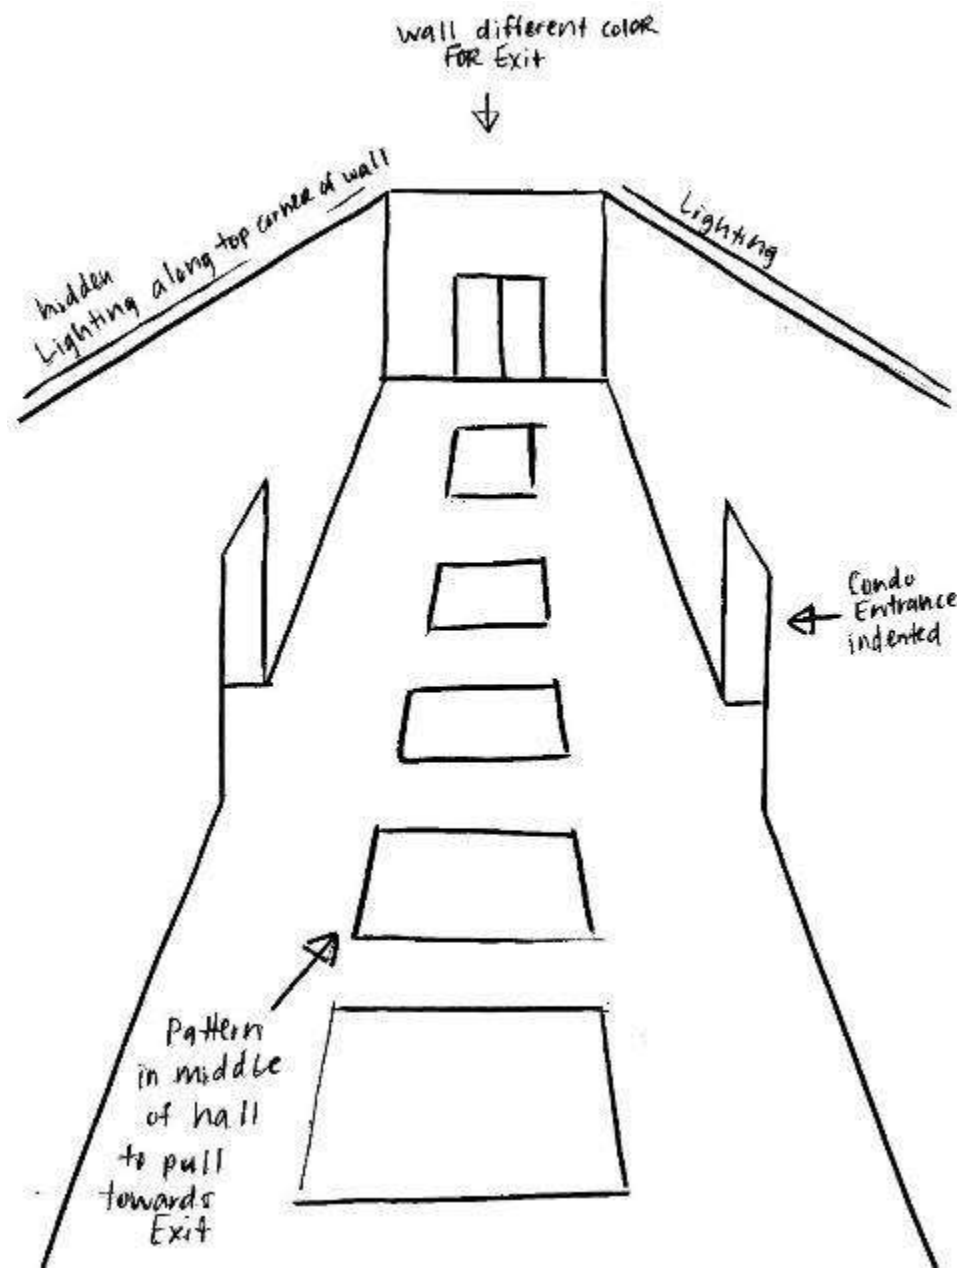 wall different color
FOR Exit
hidden
Lighting along top corner of wall
Lighting
Condo
Entrance
indented
Pattern
in middle
of hall
to pull
towards
Exit